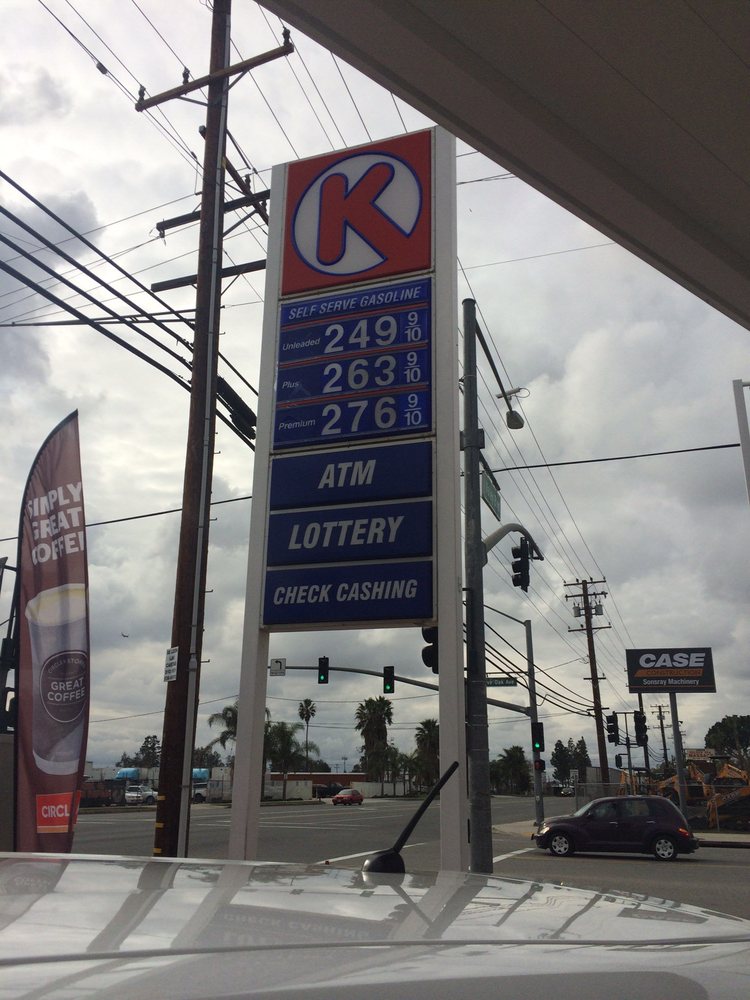 K
SELF SERVE GASOLINE
Unleaded 249 9/10
Plus 263 9/10
Premium 276 9/10
ATM
LOTTERY
CHECK CASHING
SIMPLY
GREAT
COFFEE
GREAT
COFFEE
CIRCL
CASE
CONSTRUCTION
Sonsray Machinery